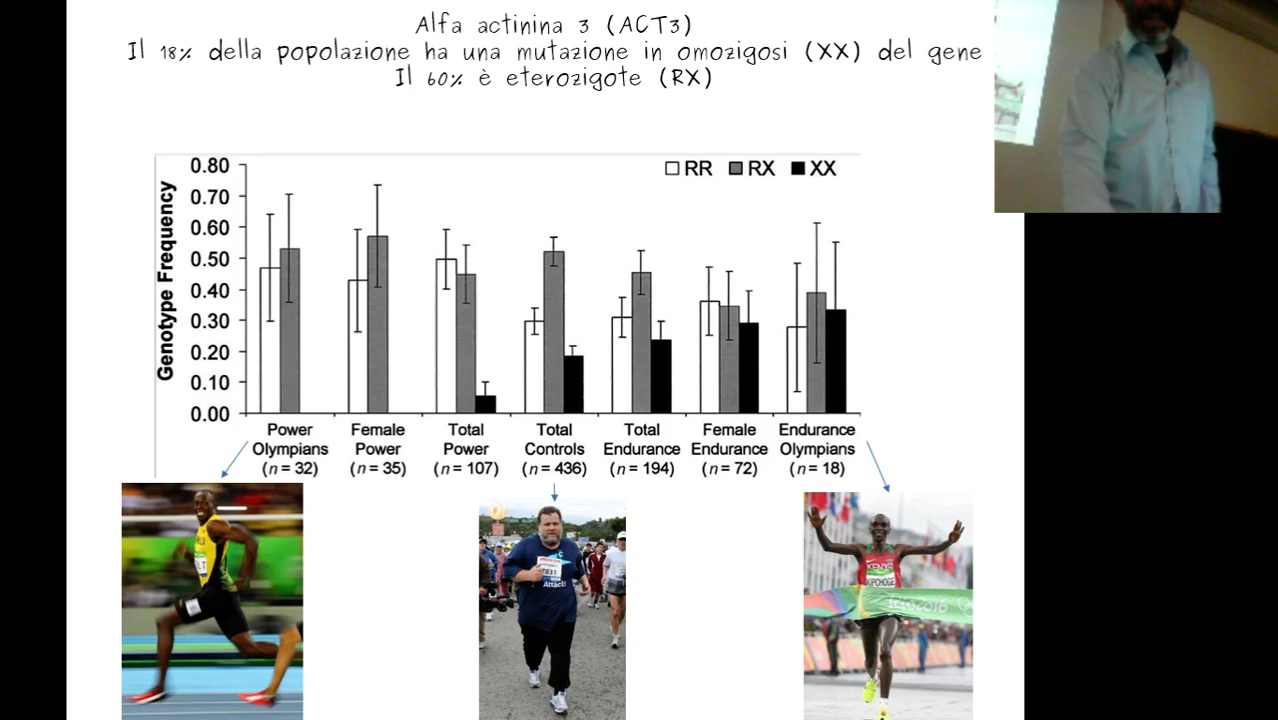 Alfa actinina 3 (ACT3)
Il 18% della popolazione ha una mutazione in omozigosi (XX) del gene
Il 60% è eterozigote (RX)
RR RX XX
Genotype Frequency
0.80
0.70
0.60
0.50
0.40
0.30
0.20
0.10
0.00
Power Olympians (n = 32)
Female Power (n = 35)
Total Power (n = 107)
Total Controls (n = 436)
Total Endurance (n = 194)
Female Endurance (n = 72)
Endurance Olympians (n = 18)
F
7831
Attack!
KENYA
KIPCHOGE